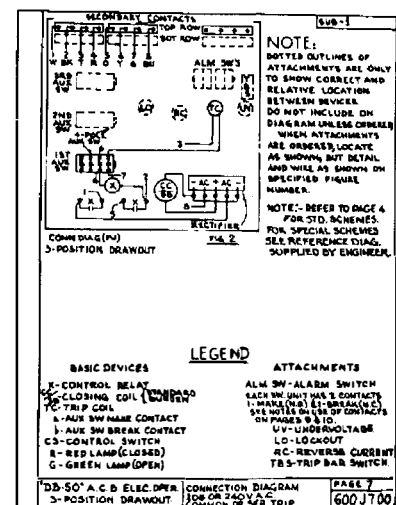 SUB-3
SECONDARY CONTACTS
TOP ROW
BOT ROW
3RD
AUX
SW
ALM SW'S
2ND
AUX
SW
4-POLE
AUX
SW
1ST
AUX
SW
TC
X
CC
- AC + AC -
RECTIFIER
FIG 2
CONN DIAG (FV)
3-POSITION DRAWOUT
NOTE:
DOTTED OUTLINES OF
ATTACHMENTS ARE ONLY
TO SHOW CORRECT AND
RELATIVE LOCATION
BETWEEN DEVICES
DO NOT INCLUDE ON
DIAGRAM UNLESS ORDERED
WHEN ATTACHMENTS
ARE ORDERED, LOCATE
AS SHOWN, BUT DETAIL
AND WIRE AS SHOWN ON
SPECIFIED FIGURE
NUMBER.
NOTE:- REFER TO PAGE 4
FOR STD. SCHEMES.
FOR SPECIAL SCHEMES
SEE REFERENCE DIAG.
SUPPLIED BY ENGINEER.
LEGEND
BASIC DEVICES
X-CONTROL RELAY
CC-CLOSING COIL
TC-TRIP COIL
a-AUX SW MAKE CONTACT
b-AUX SW BREAK CONTACT
CS-CONTROL SWITCH
R-RED LAMP (CLOSED)
G-GREEN LAMP (OPEN)
ATTACHMENTS
ALM SW-ALARM SWITCH
EACH SW. UNIT HAS 2 CONTACTS
1-MAKE (N.O) & 1-BREAK (N.C)
SEE NOTES ON USE OF CONTACTS
ON PAGES 9 & 10.
UV-UNDERVOLTAGE
LO-LOCKOUT
RC-REVERSE CURRENT
TBS-TRIP BAR SWITCH
"DB-50" A.C.B ELEC. OPER.
3-POSITION DRAWOUT
CONNECTION DIAGRAM
COMMON OR SEP. TRIP
PAGE 7
600J700